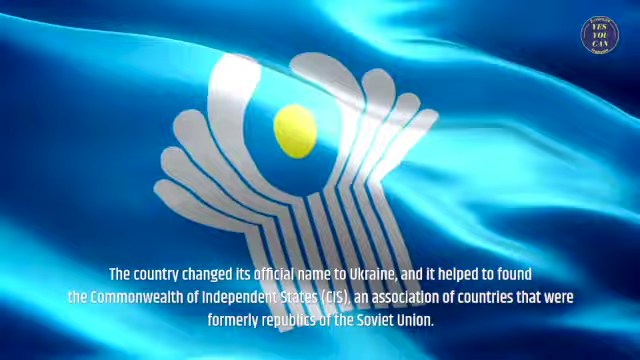 YES
YOU
CAN
The country changed its official name to Ukraine, and it helped to found
the Commonwealth of Independent States (CIS), an association of countries that were
formerly republics of the Soviet Union.